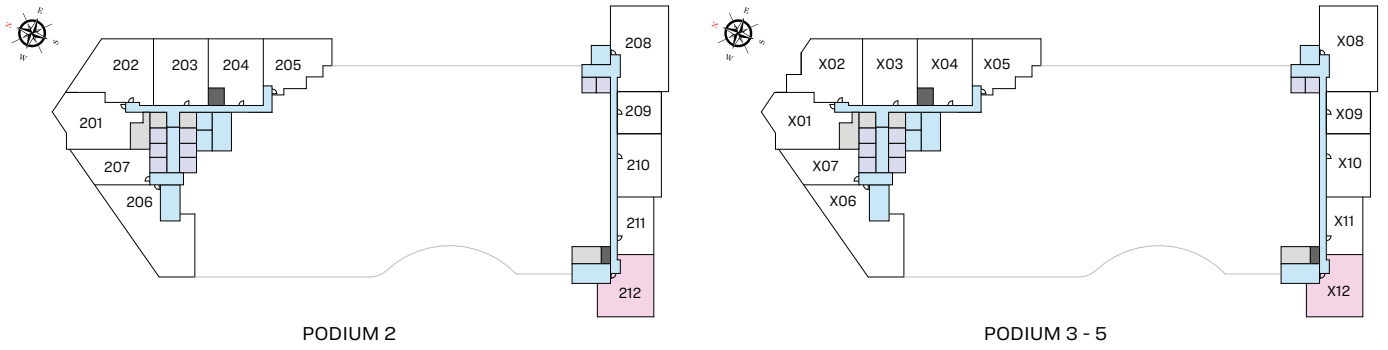 N
E
S
W
202
203
204
205
201
207
206
208
209
210
211
212
PODIUM 2
N
E
S
W
X02
X03
X04
X05
X01
X07
X06
X08
X09
X10
X11
X12
PODIUM 3 - 5